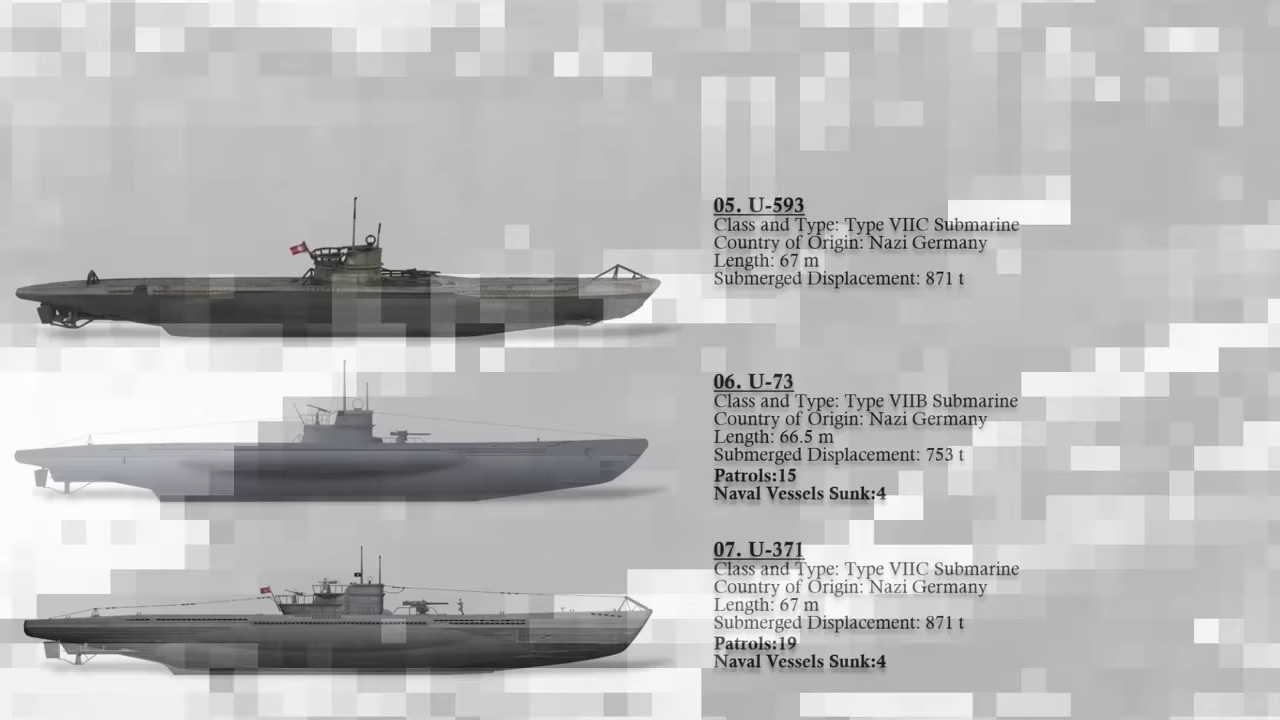 05. U-593
Class and Type: Type VIIC Submarine
Country of Origin: Nazi Germany
Length: 67 m
Submerged Displacement: 871 t
06. U-73
Class and Type: Type VIIB Submarine
Country of Origin: Nazi Germany
Length: 66.5 m
Submerged Displacement: 753 t
Patrols:15
Naval Vessels Sunk:4
07. U-371
Class and Type: Type VIIC Submarine
Country of Origin: Nazi Germany
Length: 67 m
Submerged Displacement: 871 t
Patrols:19
Naval Vessels Sunk:4